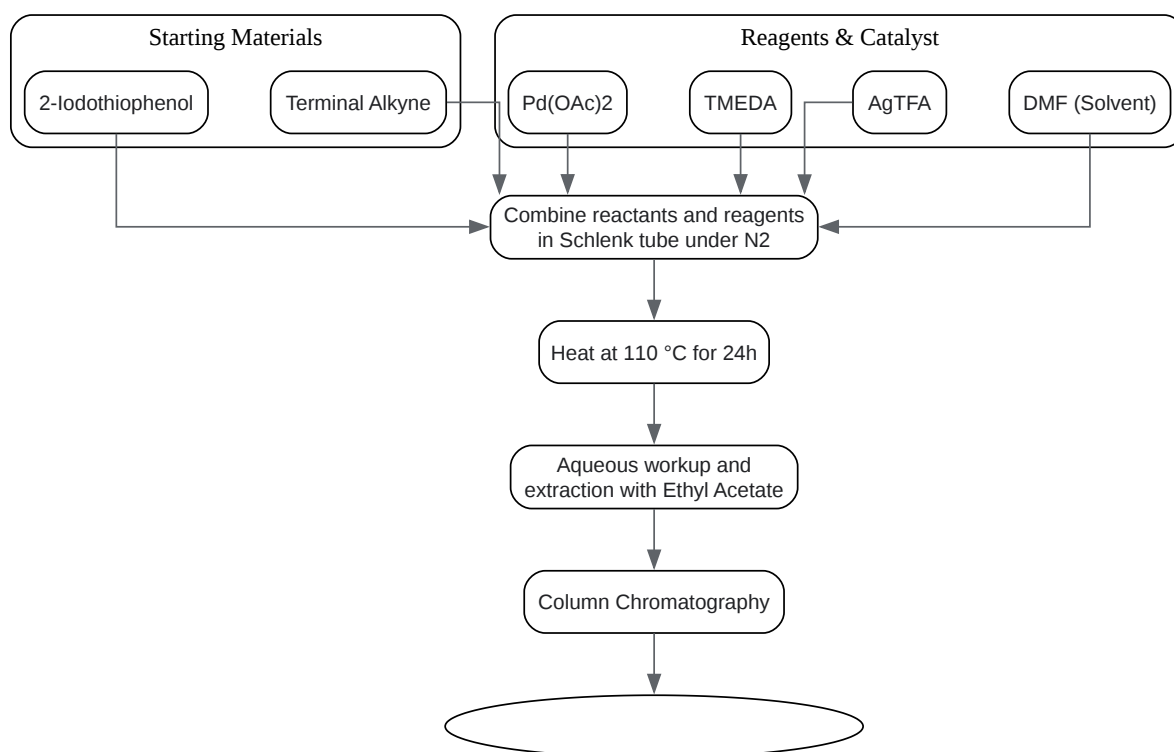 Starting Materials
Reagents & Catalyst
2-Iodothiophenol
Terminal Alkyne
Pd(OAc)2
TMEDA
AgTFA
DMF (Solvent)
Combine reactants and reagents
in Schlenk tube under N2
Heat at 110 °C for 24h
Aqueous workup and
extraction with Ethyl Acetate
Column Chromatography